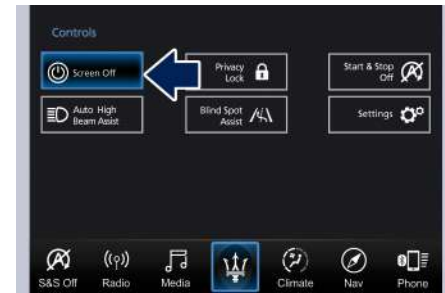 Controls
Screen Off
Privacy
Lock
Start & Stop
Off
Auto High
Beam Assist
Blind Spot
Assist
Settings
S&S Off
Radio
Media
Climate
Nav
Phone